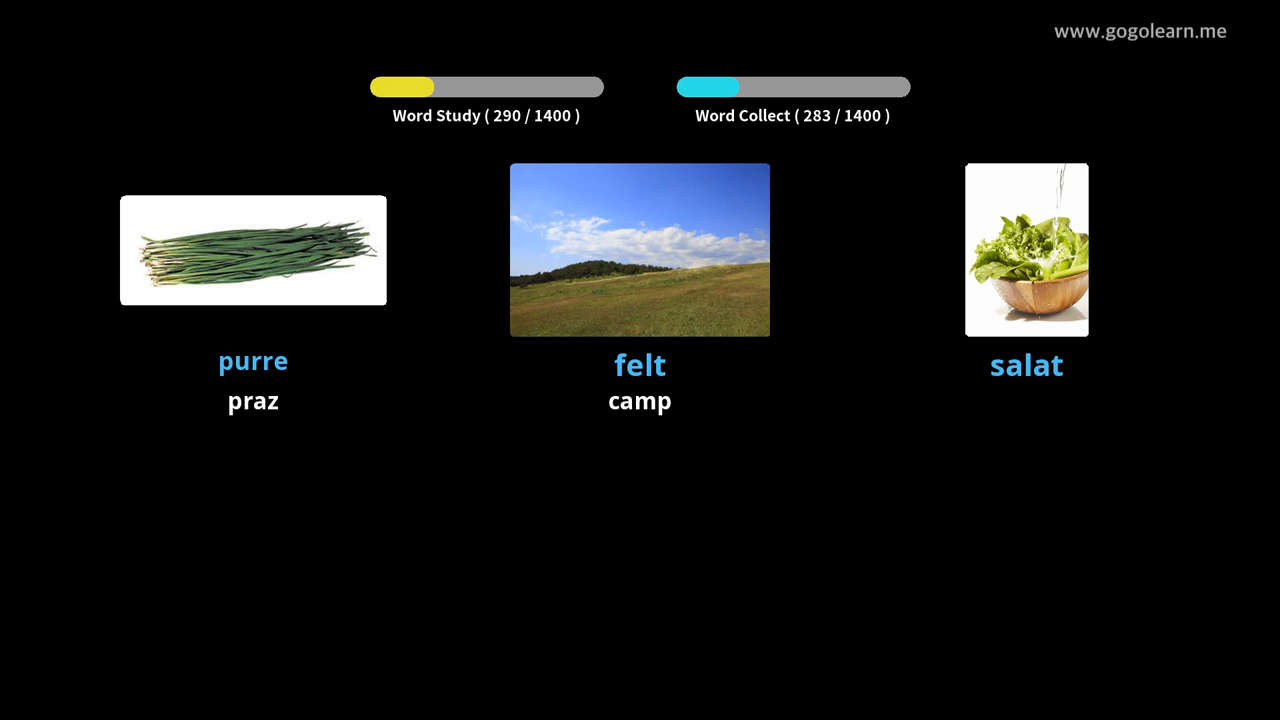 www.gogolearn.me
Word Study ( 290 / 1400 )
Word Collect ( 283 / 1400 )
purre
praz
felt
camp
salat